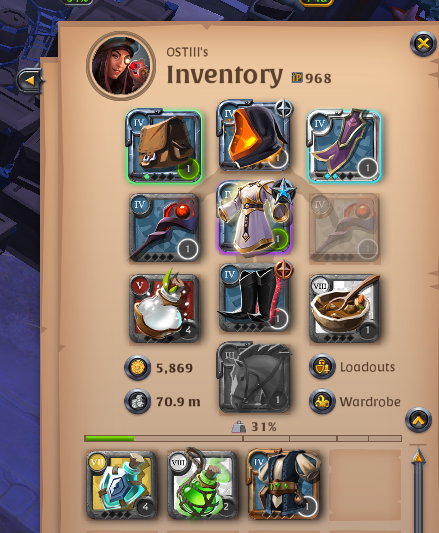 OSTIII's
Inventory 968
IV
1
IV
IV
1
IV
1
IV
1
IV
1
V
4
IV
1
VIII
1
5,869
III
1
Loadouts
70.9 m
Wardrobe
31%
VII
4
VIII
2
IV
1